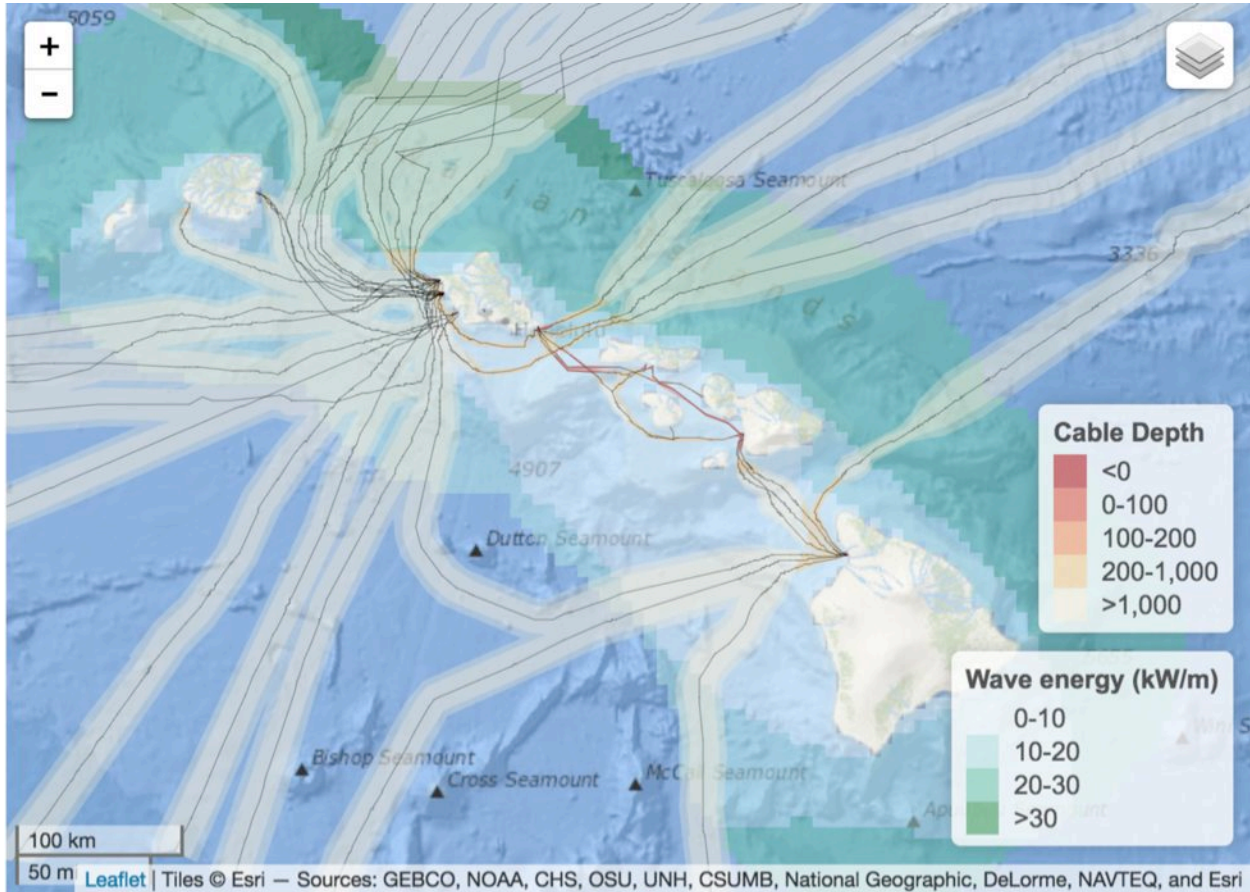 5059
+
−
Tuscaloosa Seamount
ian
3336
4907
Dutton Seamount
Cable Depth
<0
0-100
100-200
200-1,000
>1,000
Wave energy (kW/m)
0-10
10-20
20-30
>30
Bishop Seamount
Cross Seamount
McCall Seamount
100 km
50 m
Leaflet | Tiles © Esri — Sources: GEBCO, NOAA, CHS, OSU, UNH, CSUMB, National Geographic, DeLorme, NAVTEQ, and Esri